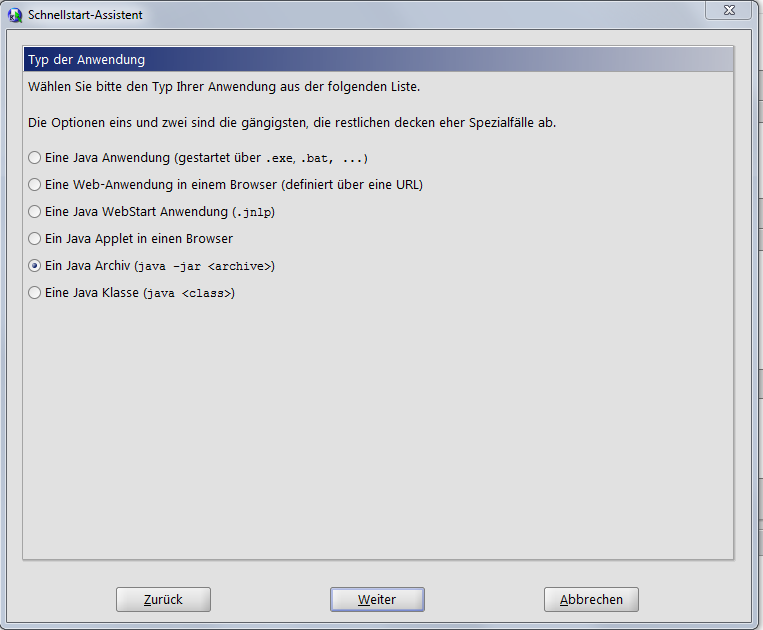 Schnellstart-Assistent
Typ der Anwendung
Wählen Sie bitte den Typ Ihrer Anwendung aus der folgenden Liste.
Die Optionen eins und zwei sind die gängigsten, die restlichen decken eher Spezialfälle ab.
Eine Java Anwendung (gestartet über .exe, .bat, ...)
Eine Web-Anwendung in einem Browser (definiert über eine URL)
Eine Java WebStart Anwendung (.jnlp)
Ein Java Applet in einen Browser
Ein Java Archiv (java -jar <archive>)
Eine Java Klasse (java <class>)
Zurück Weiter Abbrechen